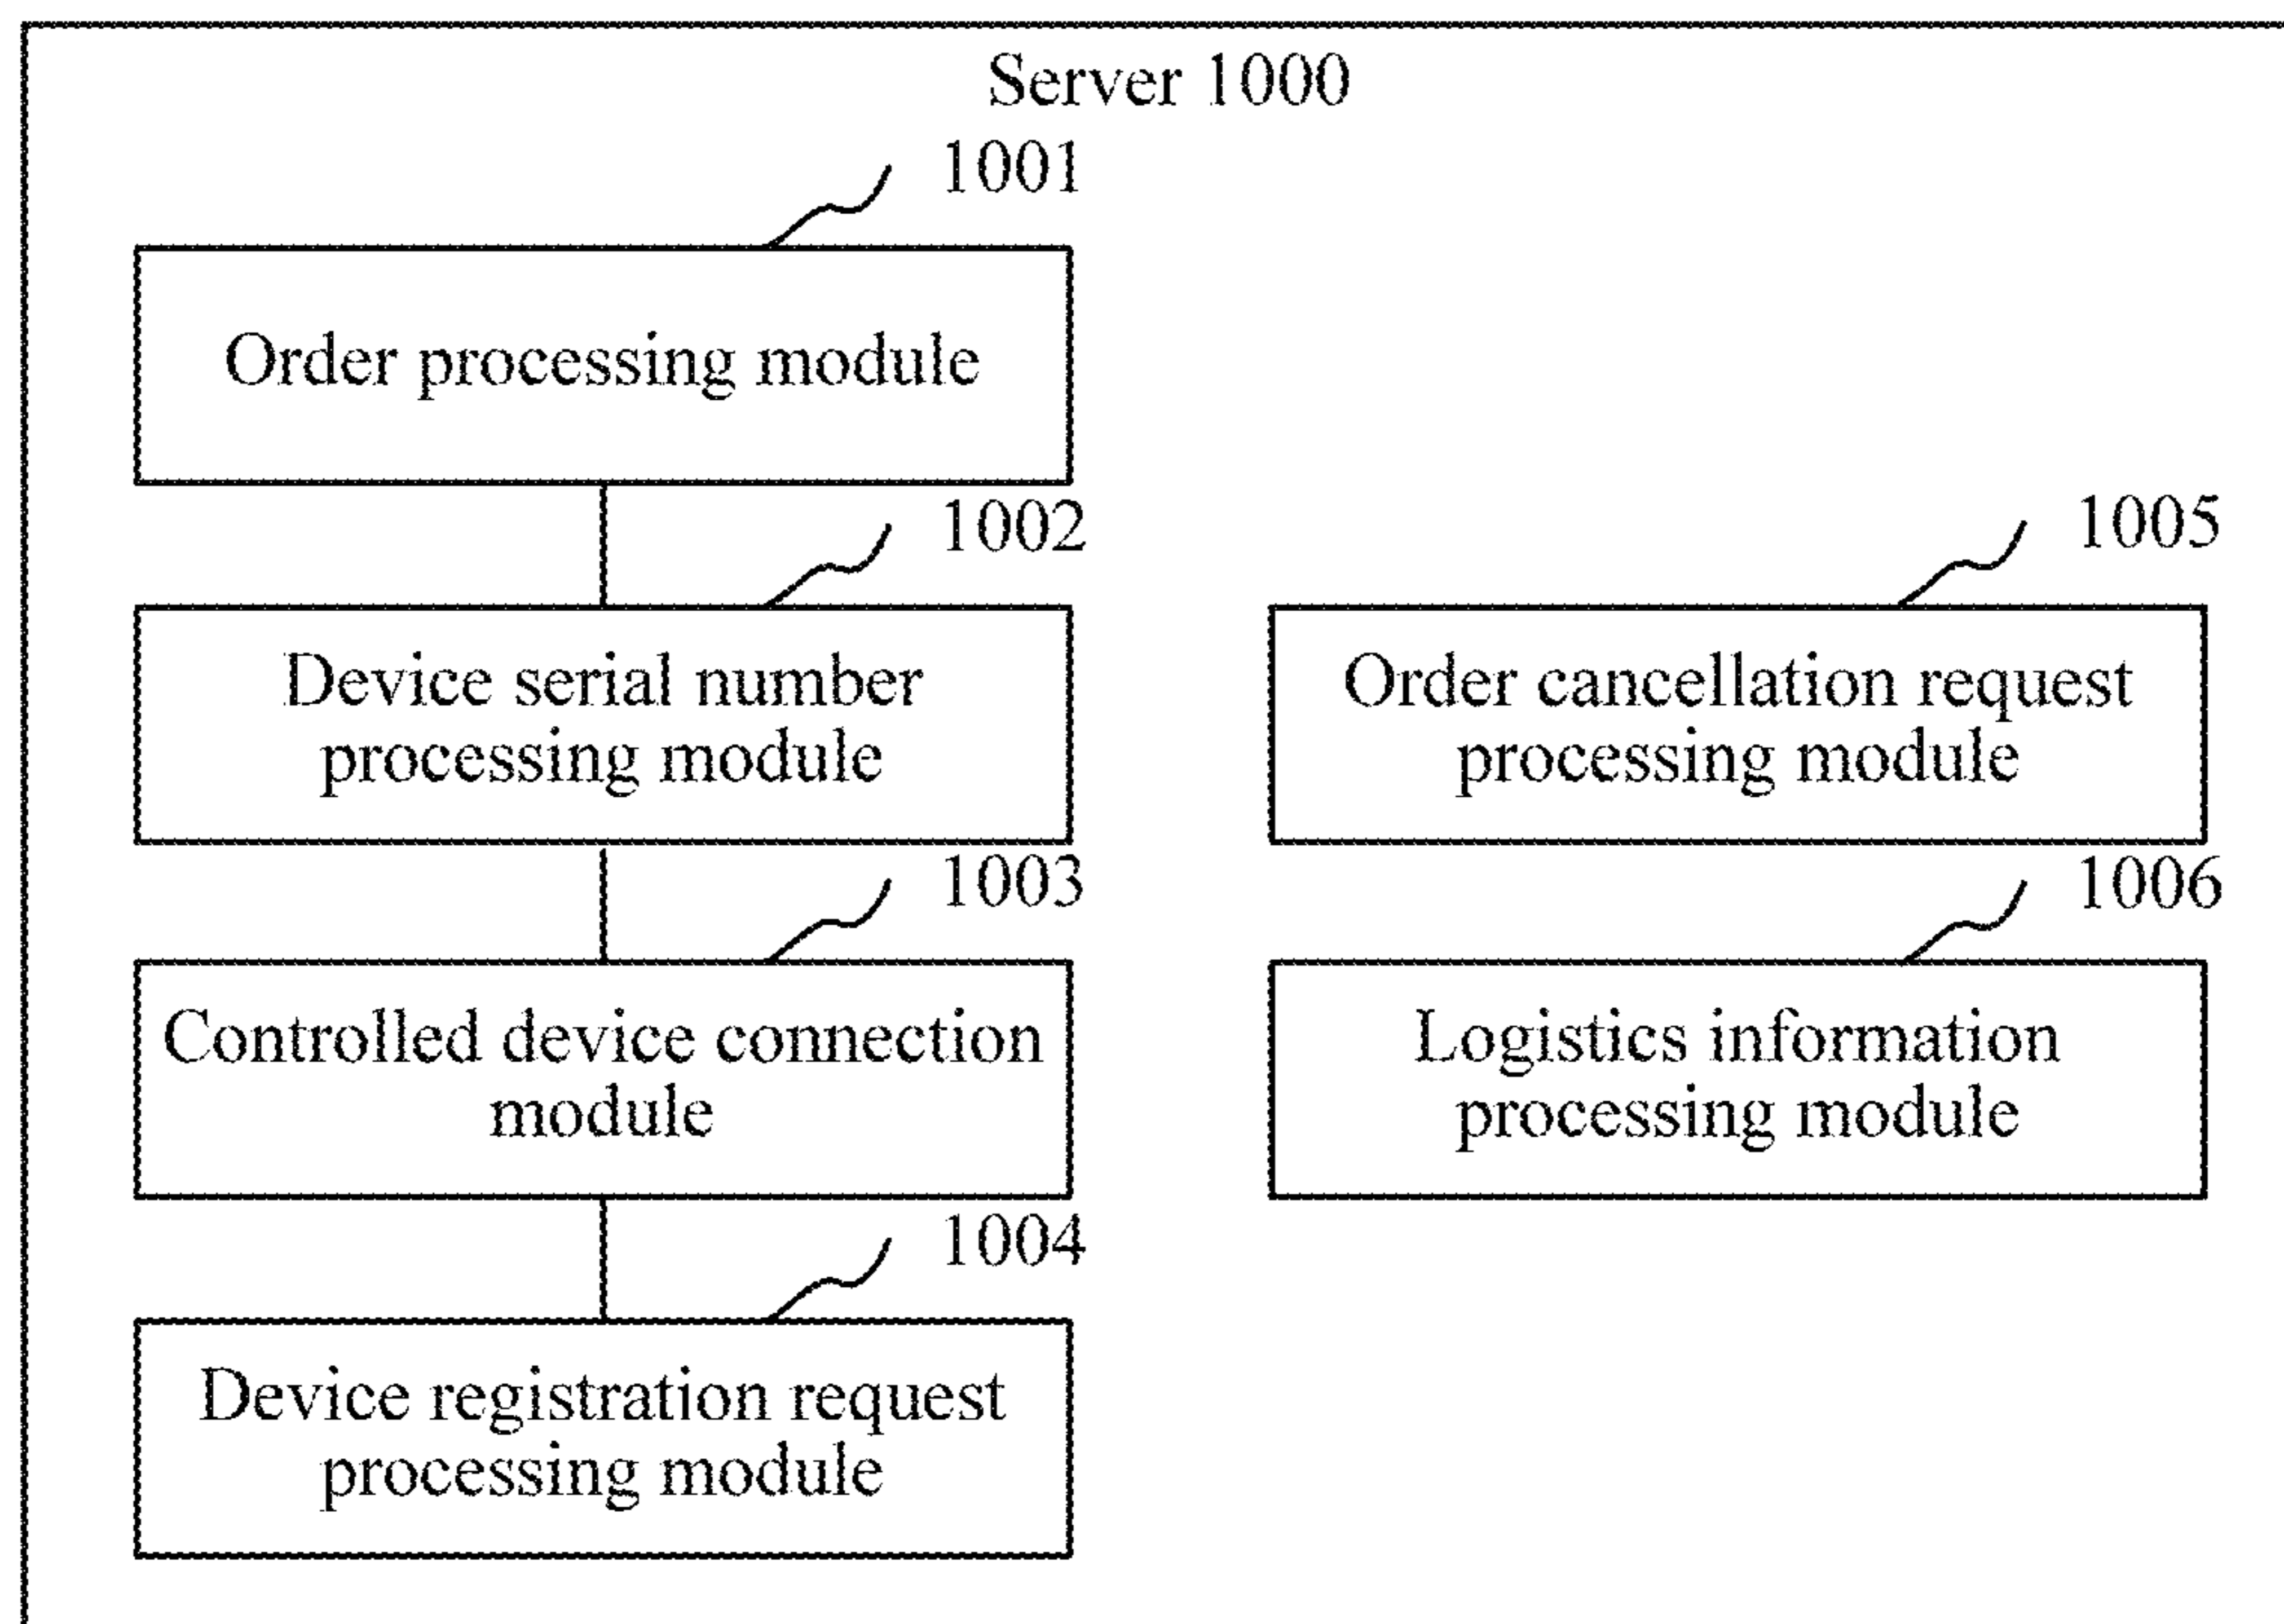 Server 1000
1001
Order processing module
1002
Device serial number
processing module
1003
Controlled device connection
module
1004
Device registration request
processing module
1005
Order cancellation request
processing module
1006
Logistics information
processing module